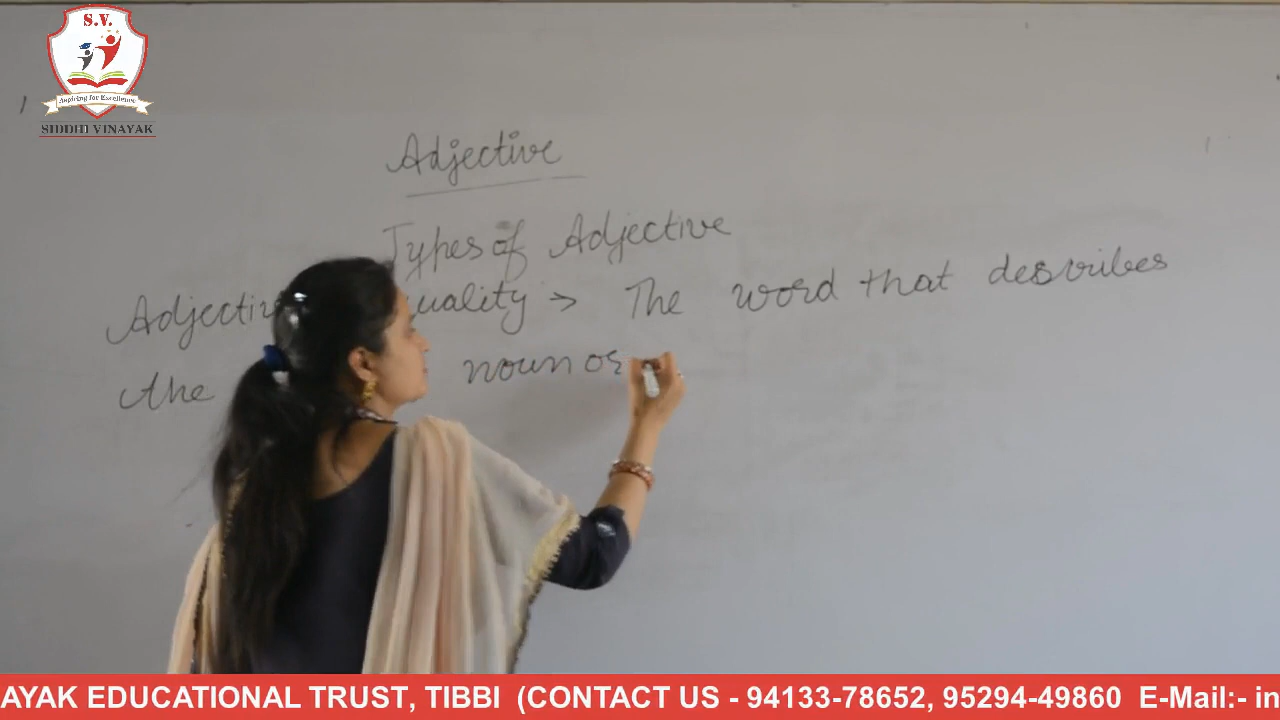 S.V.
Aspiring for Excellence
SIDDHI VINAYAK
Adjective
Types of Adjective
Adjective uality > The word that describes
the noun or
AYAK EDUCATIONAL TRUST, TIBBI (CONTACT US - 94133-78652, 95294-49860 E-Mail:- in